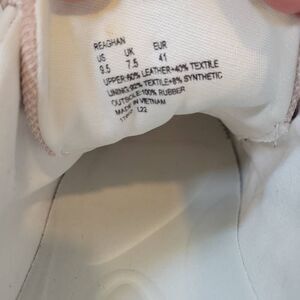 REAGHAN
US UK EUR
9.5 7.5 41
UPPER:60% LEATHER+40% TEXTILE
LINING:92% TEXTILE+8% SYNTHETIC
OUTSOLE:100% RUBBER
MADE IN VIETNAM
L22